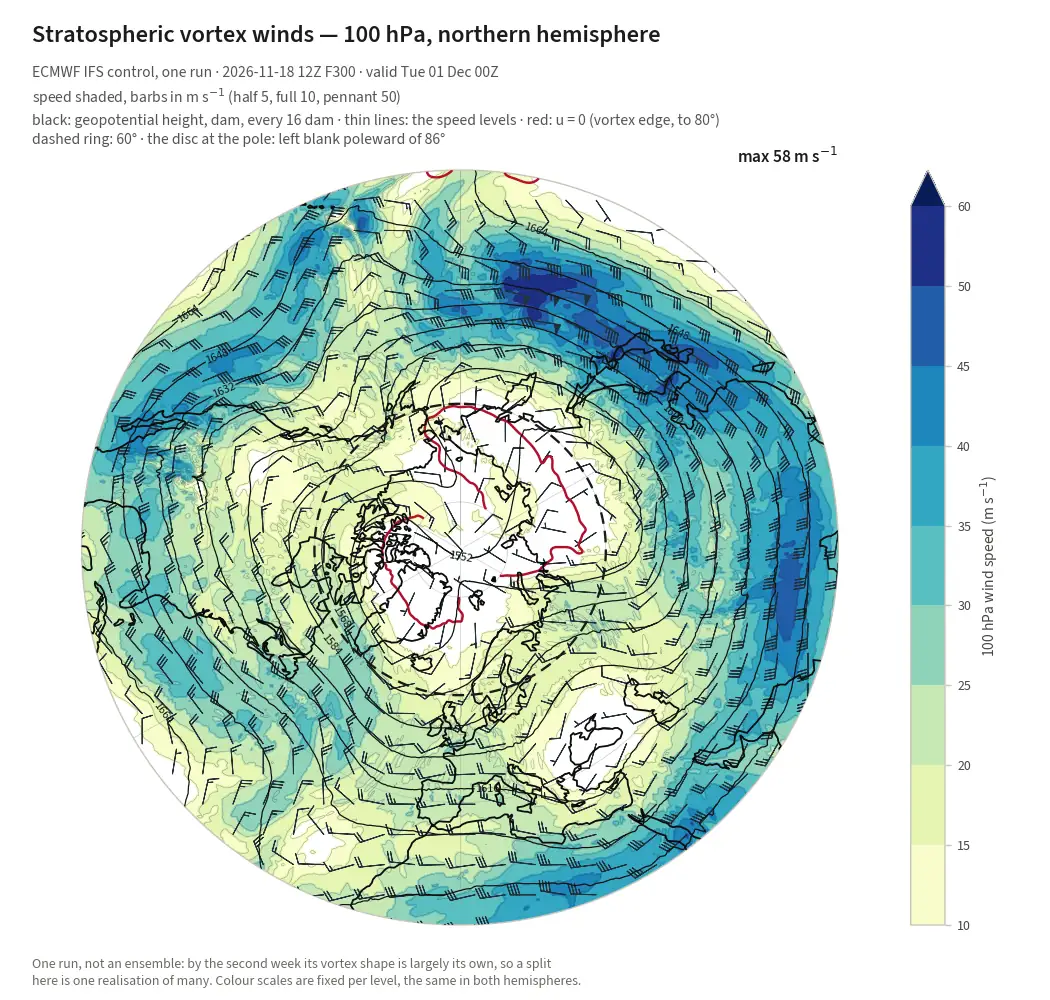 Stratospheric vortex winds — 100 hPa, northern hemisphere
ECMWF IFS control, one run · 2026-11-18 12Z F300 · valid Tue 01 Dec 00Z
speed shaded, barbs in m s⁻¹ (half 5, full 10, pennant 50)
black: geopotential height, dam, every 16 dam · thin lines: the speed levels · red: u = 0 (vortex edge, to 80°)
dashed ring: 60° · the disc at the pole: left blank poleward of 86°
max 58 m s⁻¹
60
50
45
40
35
30
25
20
15
10
100 hPa wind speed (m s⁻¹)
1664
1664
1648
1648
1632
1552
1568
1584
1616
One run, not an ensemble: by the second week its vortex shape is largely its own, so a split
here is one realisation of many. Colour scales are fixed per level, the same in both hemispheres.